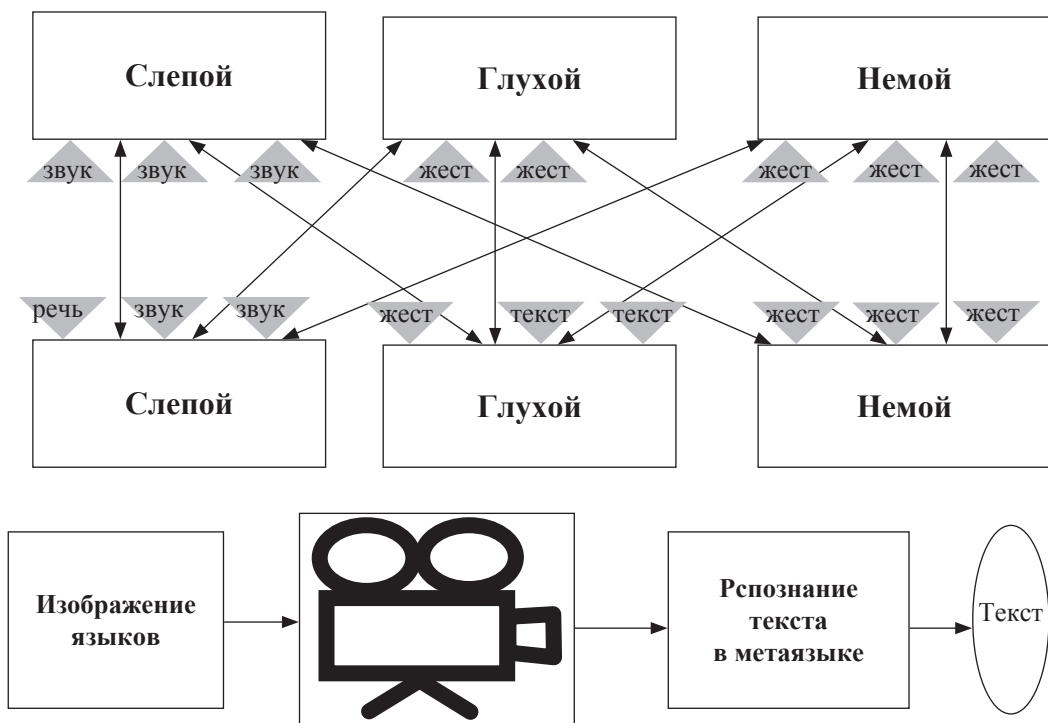 Слепой
Глухой
Немой
звук звук звук жест жест жест жест жест
речь звук звук жест текст текст жест жест жест
Слепой
Глухой
Немой
Изображение
языков
Рспознание
текста
в метаязыке
Текст